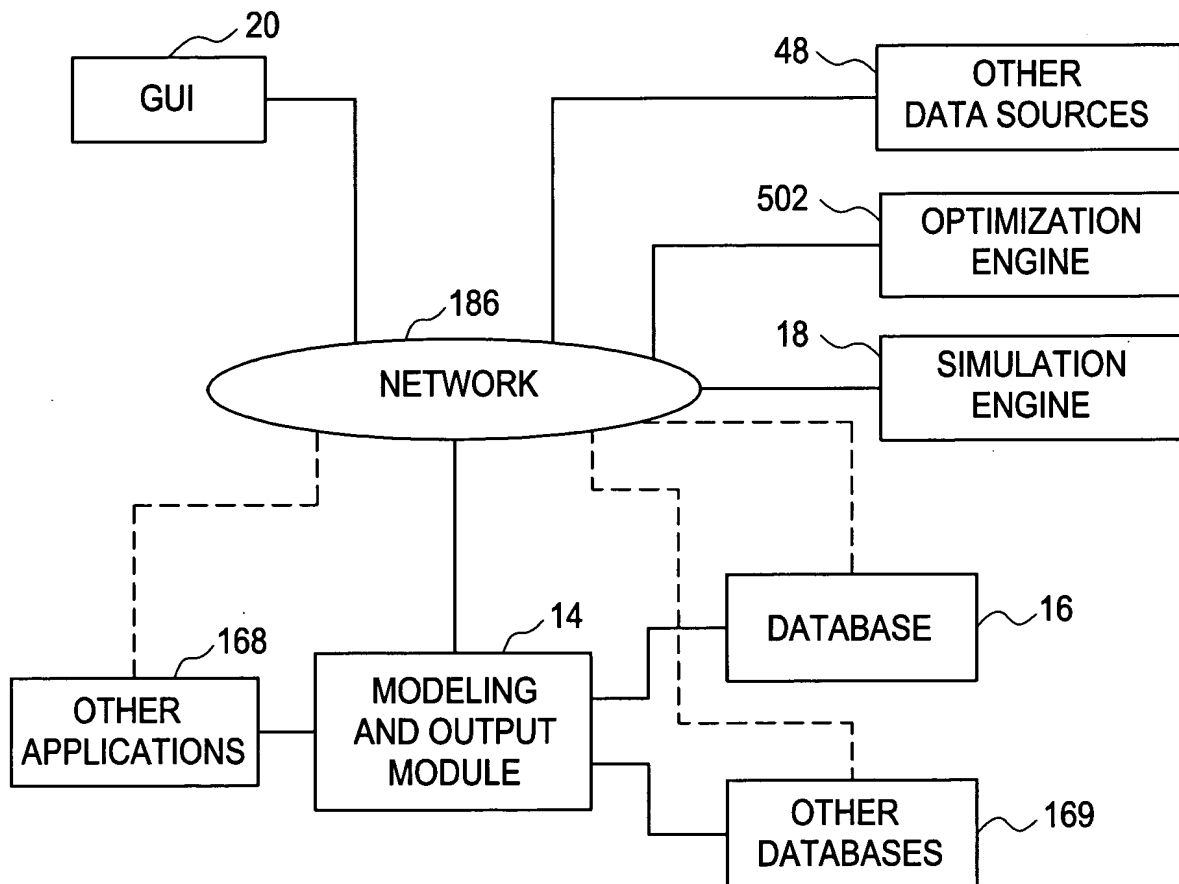 20
GUI
48
OTHER
DATA SOURCES
502
OPTIMIZATION
ENGINE
186
NETWORK
18
SIMULATION
ENGINE
DATABASE
16
14
MODELING
AND OUTPUT
MODULE
168
OTHER
APPLICATIONS
OTHER
DATABASES
169